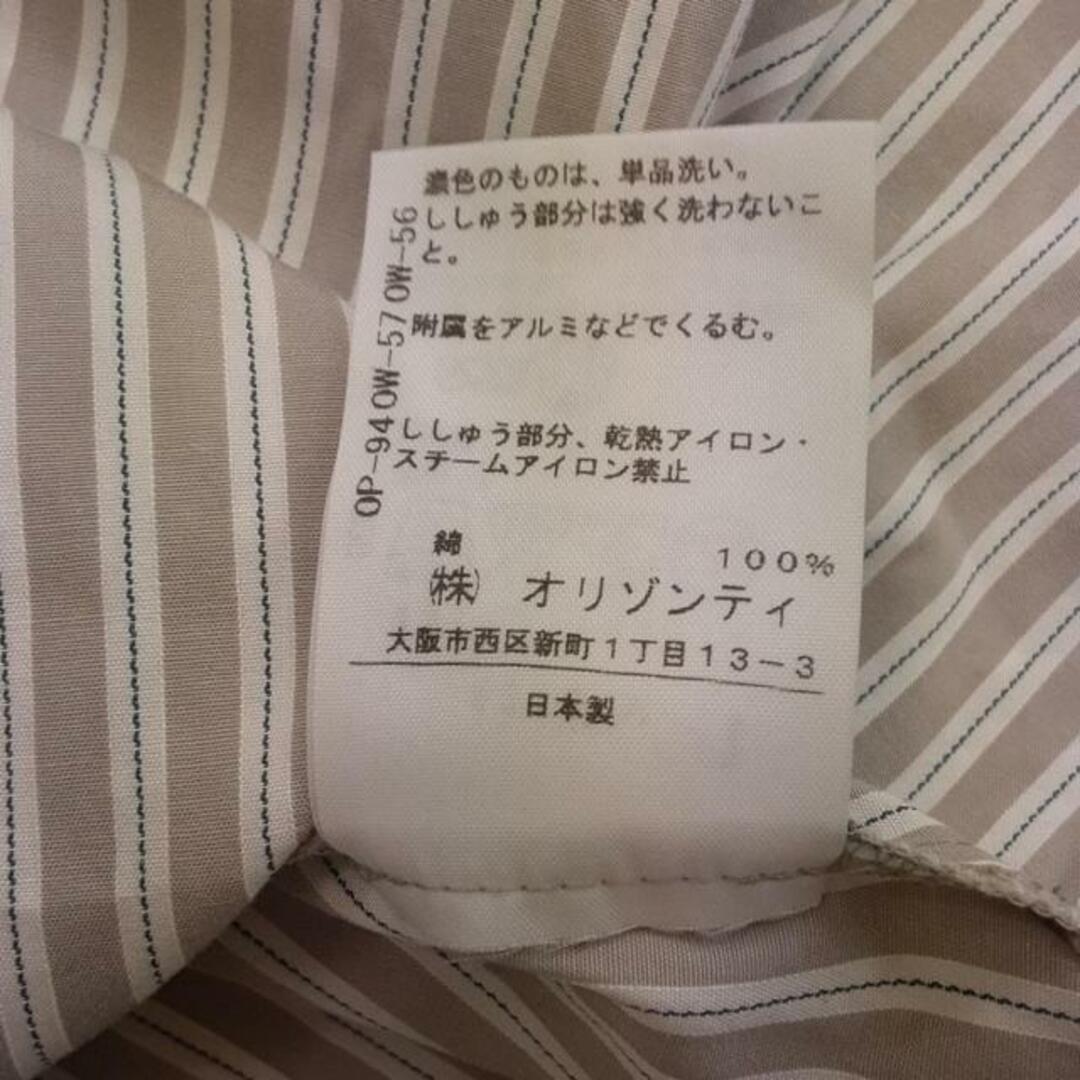 濃色のものは、単品洗い。
ししゅう部分は強く洗わないこ
と。
附属をアルミなどでくるむ。
ししゅう部分、乾熱アイロン・
スチームアイロン禁止
綿 100%
㈱ オリゾンティ
大阪市西区新町1丁目13-3
日本製
OP-94 OW-57 OW-56